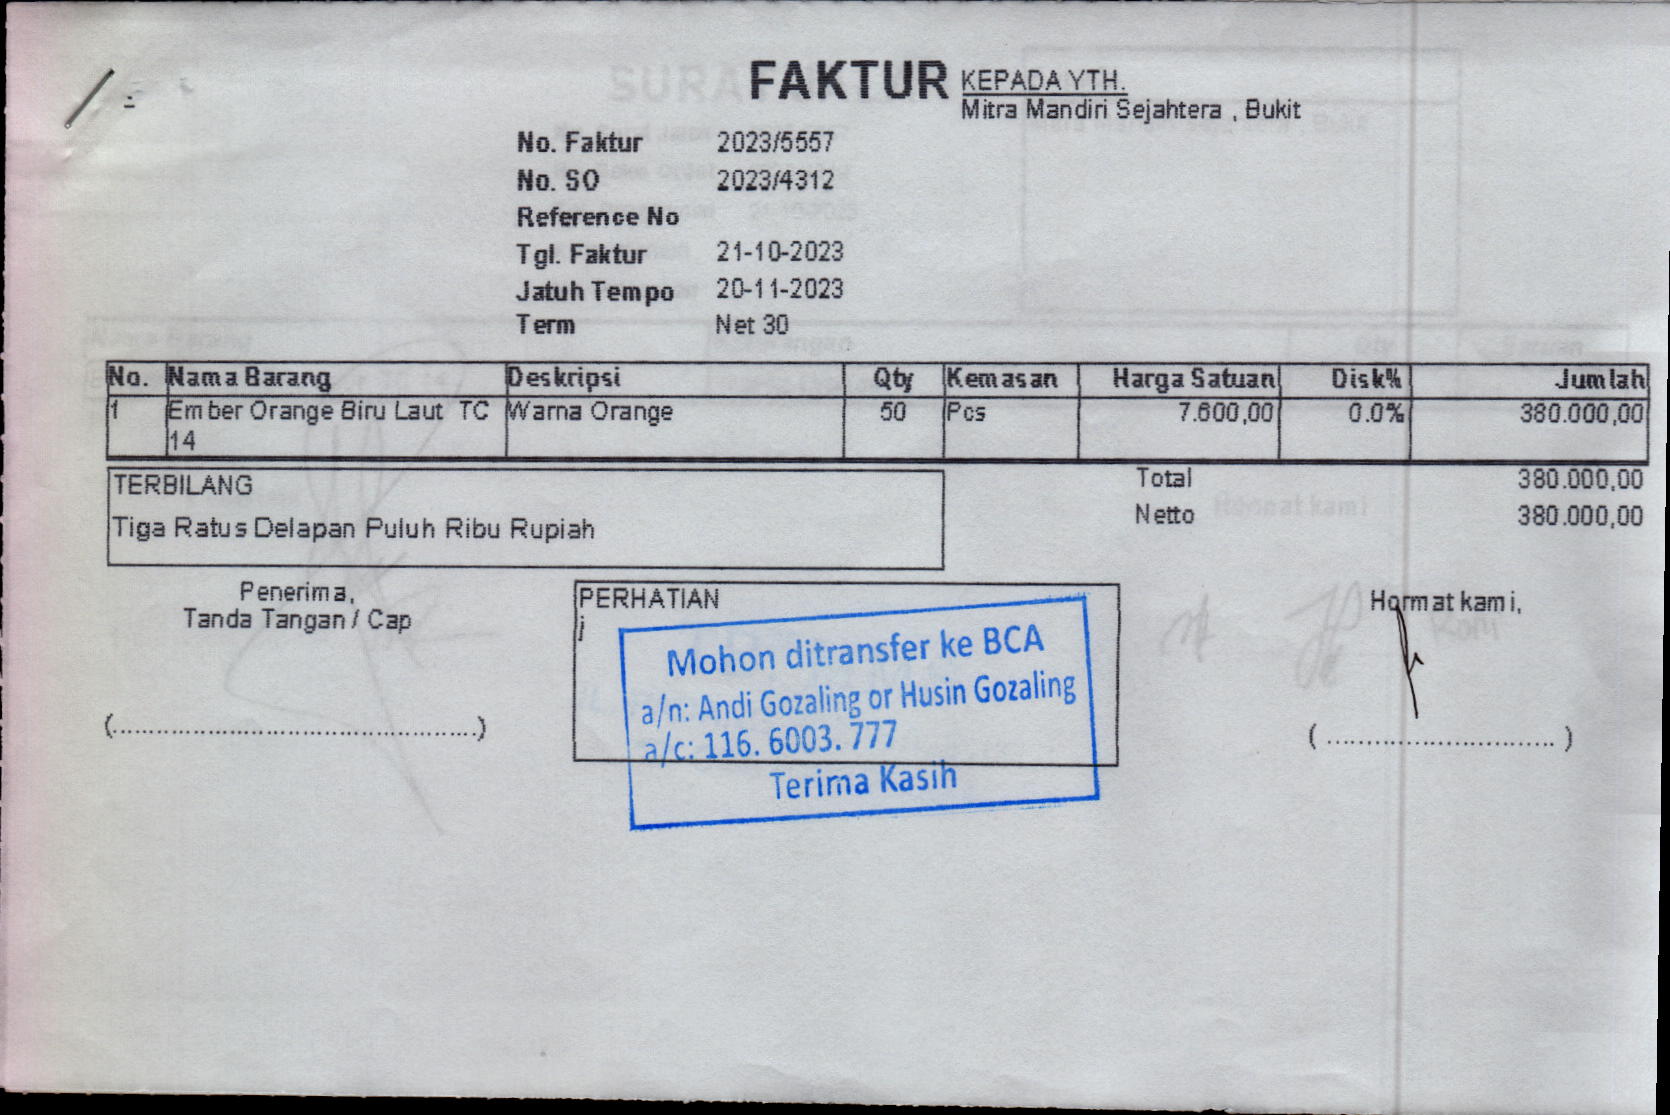 FAKTUR
KEPADA YTH.
Mitra Mandiri Sejahtera , Bukit
No. Faktur 2023/5557
No. SO 2023/4312
Reference No
Tgl. Faktur 21-10-2023
Jatuh Tempo 20-11-2023
Term Net 30
No. Nama Barang Deskripsi Qty Kemasan Harga Satuan Disk% Jumlah
1 Ember Orange Biru Laut TC Warna Orange 50 Pcs 7.600,00 0.0% 380.000,00
14
TERBILANG
Tiga Ratus Delapan Puluh Ribu Rupiah
Total 380.000,00
Netto 380.000,00
Penerima,
Tanda Tangan / Cap
(................................................)
PERHATIAN
j
Mohon ditransfer ke BCA
a/n: Andi Gozaling or Husin Gozaling
a/c: 116. 6003. 777
Terima Kasih
Hormat kami,
( .............................. )